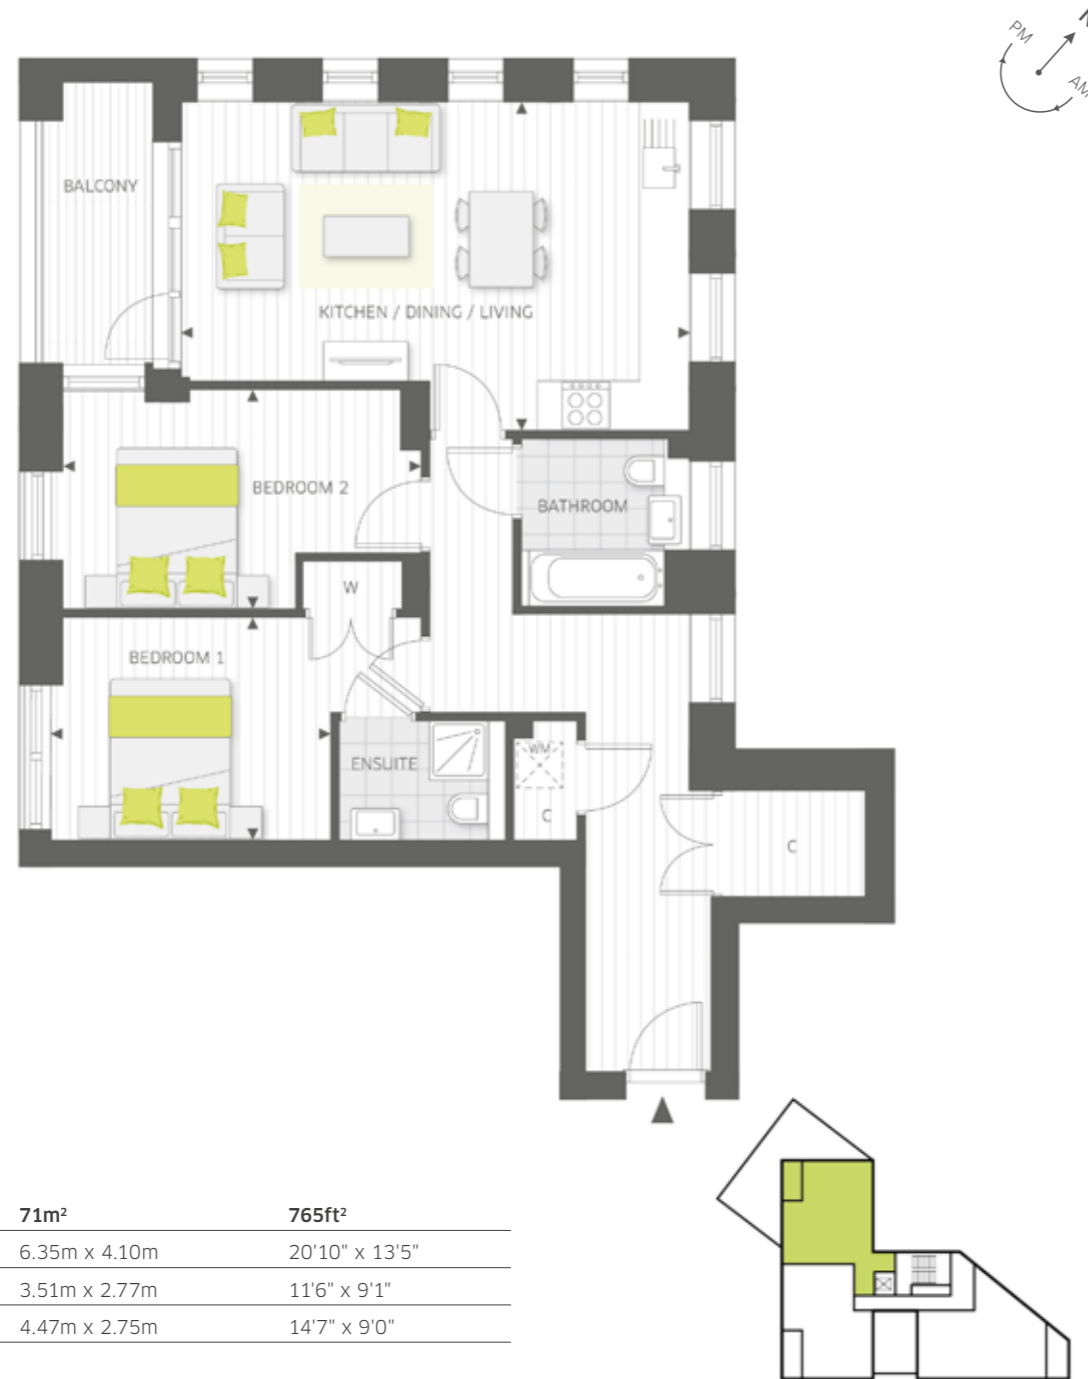 N
PM
AM
BALCONY
KITCHEN / DINING / LIVING
BEDROOM 2
BATHROOM
W
BEDROOM 1
ENSUITE
WM
C
C
71m² 765ft²
6.35m x 4.10m 20'10" x 13'5"
3.51m x 2.77m 11'6" x 9'1"
4.47m x 2.75m 14'7" x 9'0"